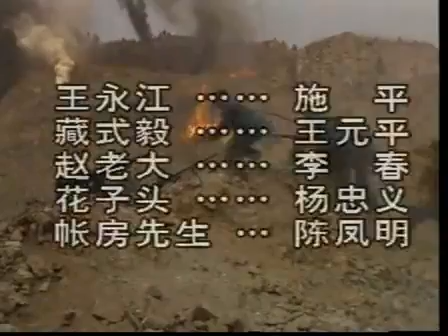 王永江 …… 施平
藏式毅 …… 王元平
赵老大 …… 李春
花子头 …… 杨忠义
帐房先生 … 陈凤明